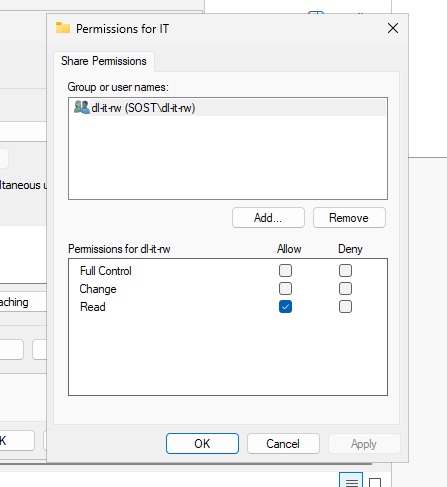 Permissions for IT
Share Permissions
Group or user names:
dl-it-rw (SOST\dl-it-rw)
ltaneous u
Add...
Remove
Permissions for dl-it-rw
Allow
Deny
Full Control
Change
aching
Read
OK
Cancel
Apply
K